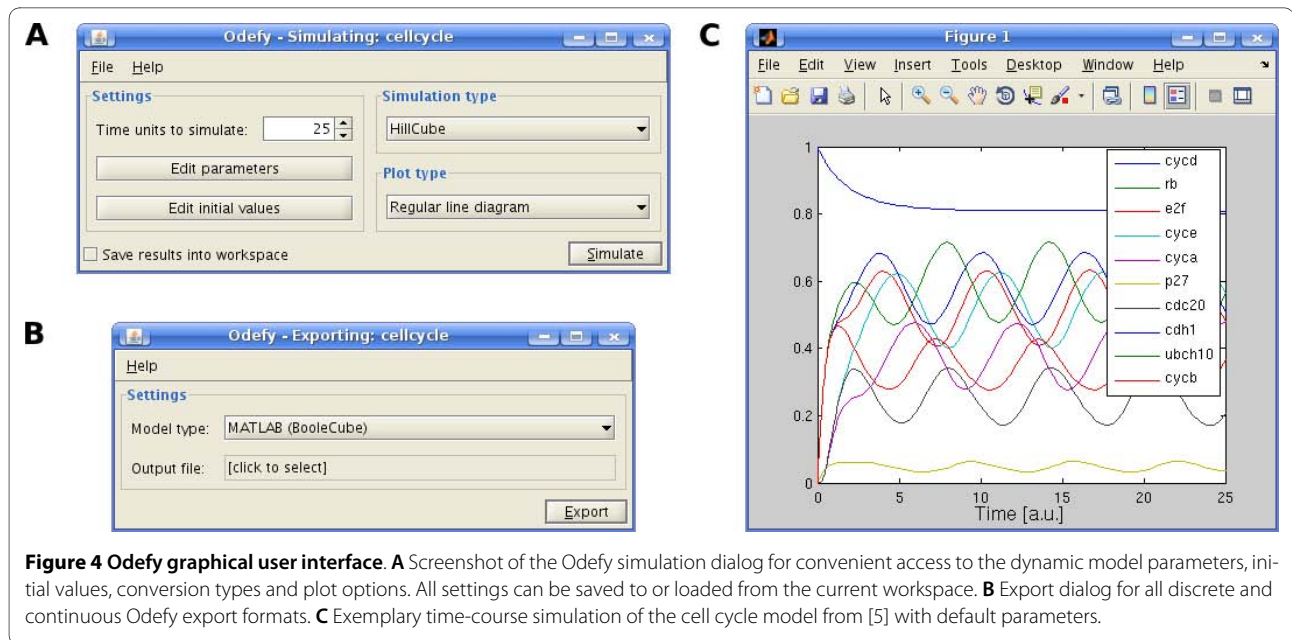 A
Odefy - Simulating: cellcycle
File Help
Settings
Time units to simulate: 25
Edit parameters
Edit initial values
Simulation type
HillCube
Plot type
Regular line diagram
Save results into workspace
Simulate
B
Odefy - Exporting: cellcycle
Help
Settings
Model type: MATLAB (BooleCube)
Output file: [click to select]
Export
C
Figure 1
File Edit View Insert Tools Desktop Window Help
1
0.8
0.6
0.4
0.2
0
0 5 10 15 20 25
Time [a.u.]
cycd
rb
e2f
cyce
cyca
p27
cdc20
cdh1
ubch10
cycb
Figure 4 Odefy graphical user interface. A Screenshot of the Odefy simulation dialog for convenient access to the dynamic model parameters, ini-
tial values, conversion types and plot options. All settings can be saved to or loaded from the current workspace. B Export dialog for all discrete and
continuous Odefy export formats. C Exemplary time-course simulation of the cell cycle model from [5] with default parameters.